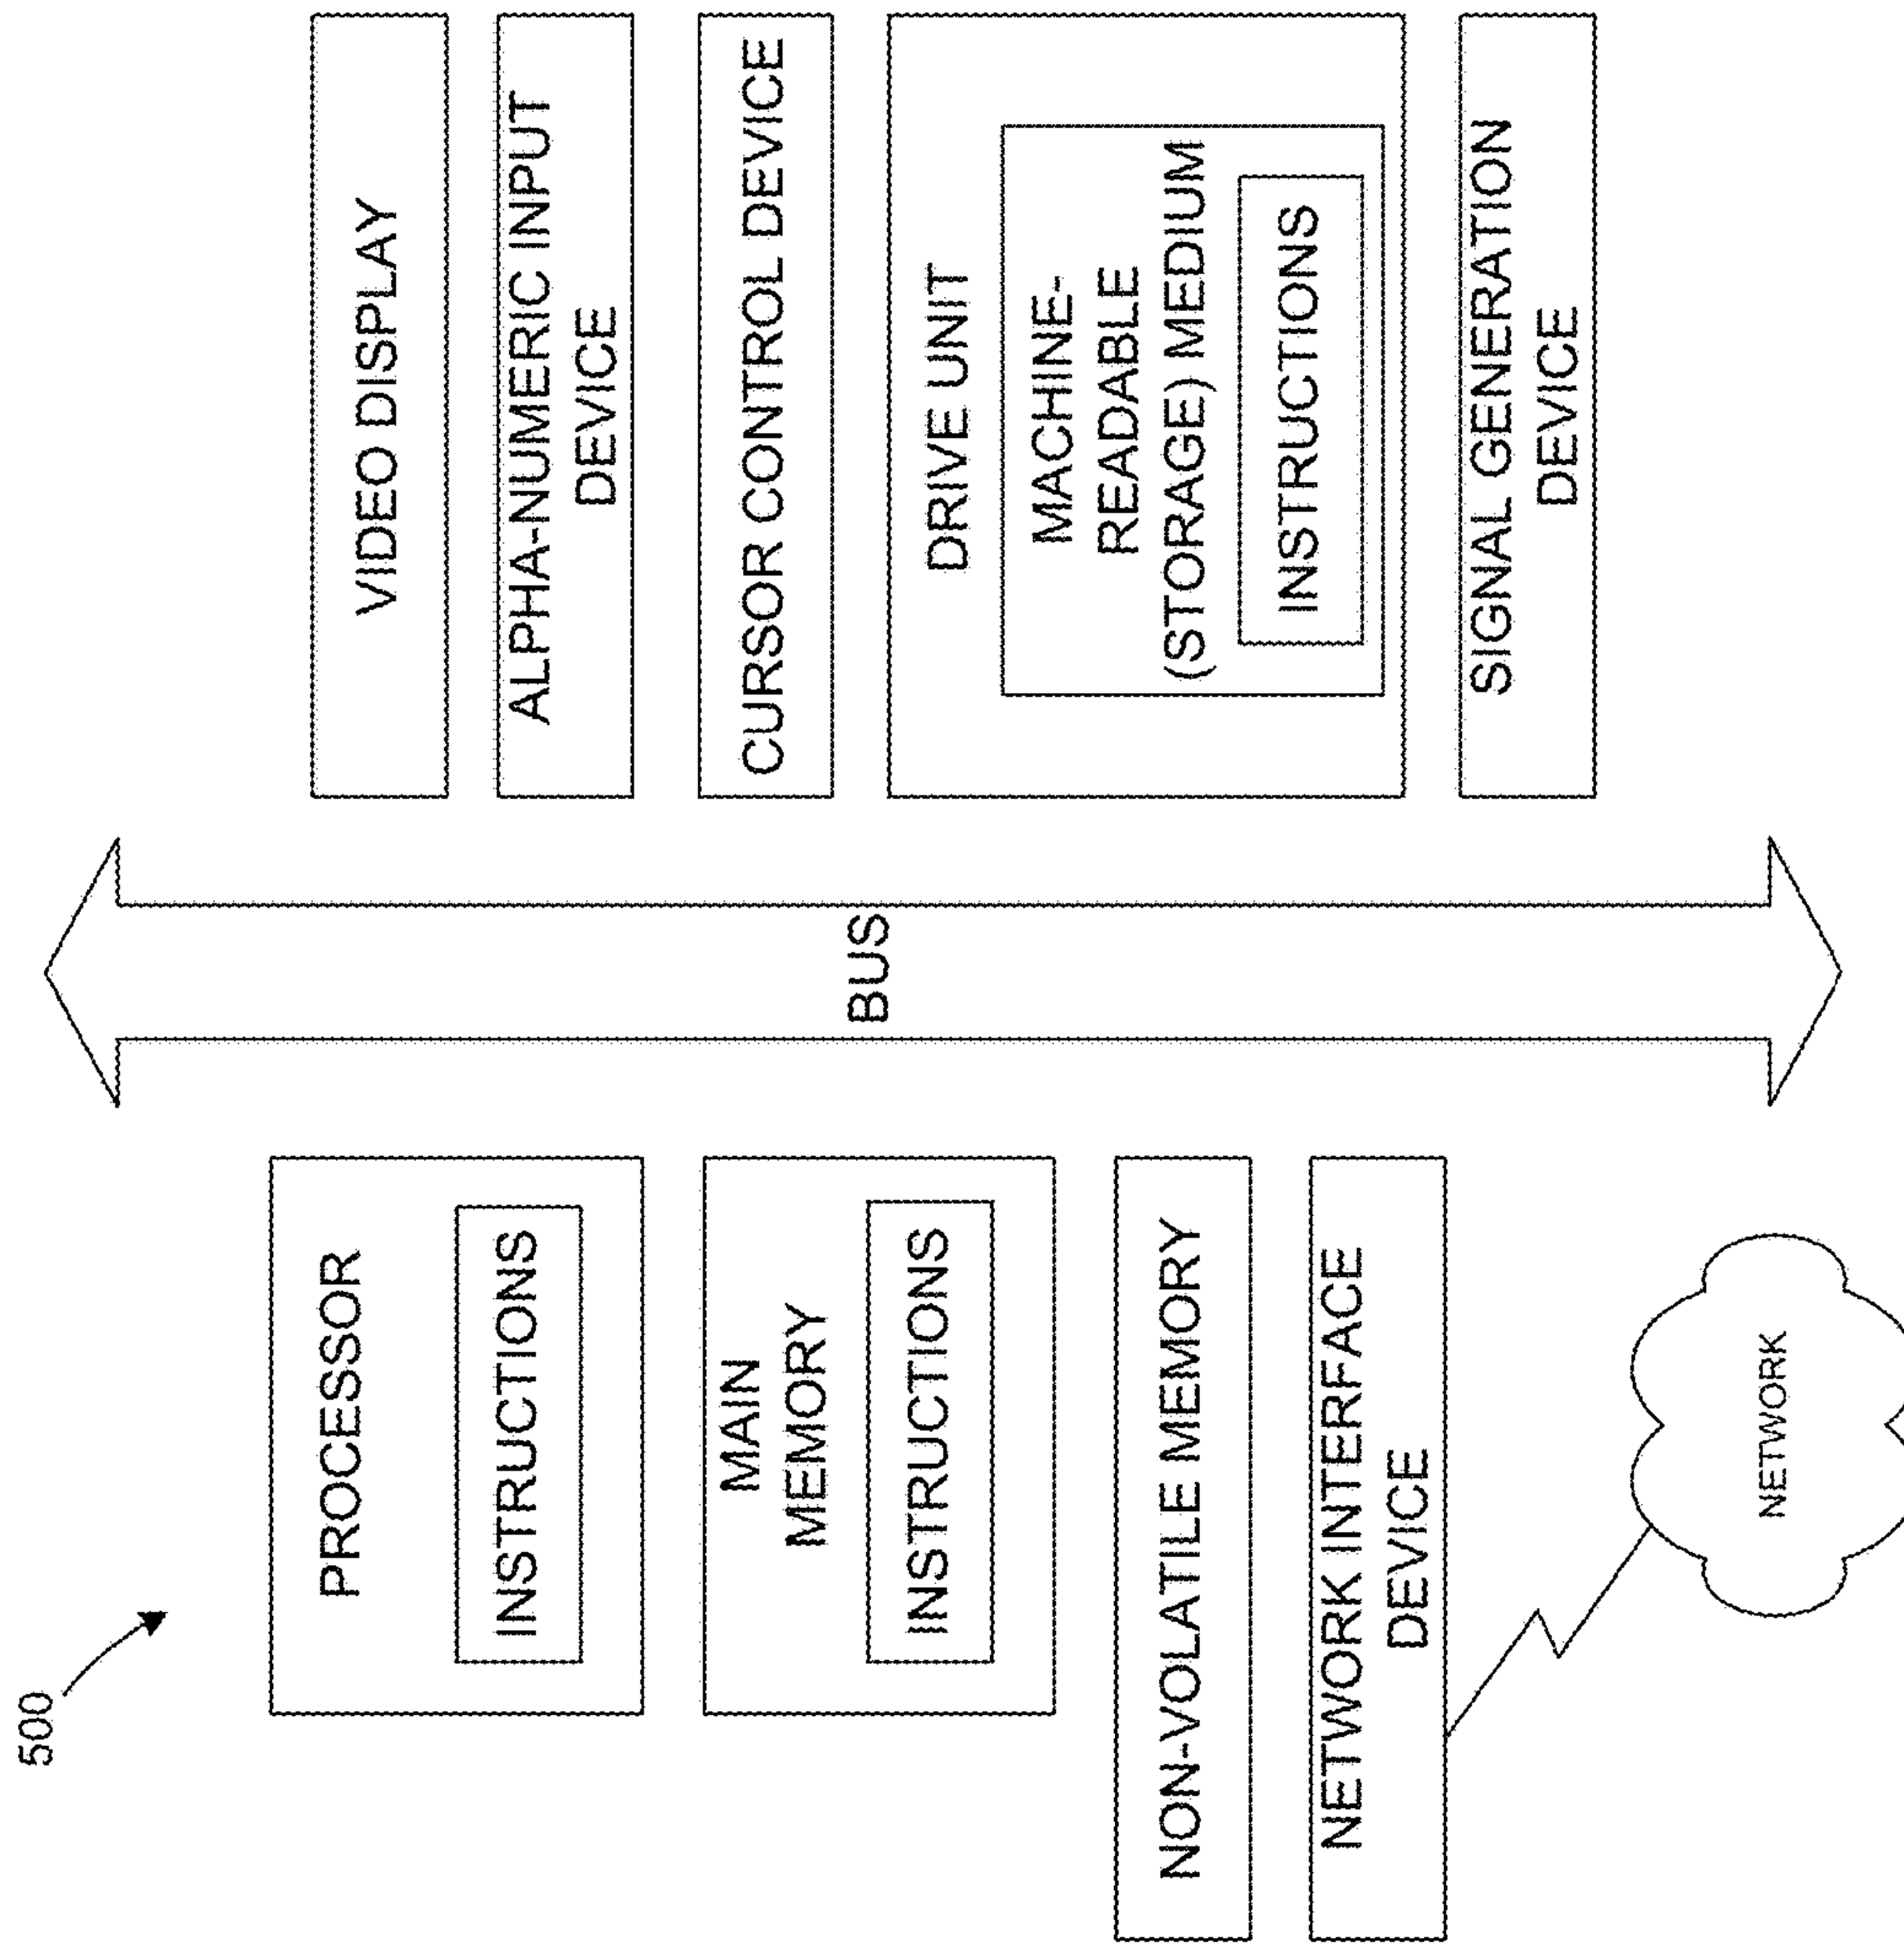 500
PROCESSOR
INSTRUCTIONS
MAIN
MEMORY
INSTRUCTIONS
NON-VOLATILE MEMORY
NETWORK INTERFACE
DEVICE
NETWORK
BUS
VIDEO DISPLAY
ALPHA-NUMERIC INPUT
DEVICE
CURSOR CONTROL DEVICE
DRIVE UNIT
MACHINE-
READABLE
(STORAGE) MEDIUM
INSTRUCTIONS
SIGNAL GENERATION
DEVICE